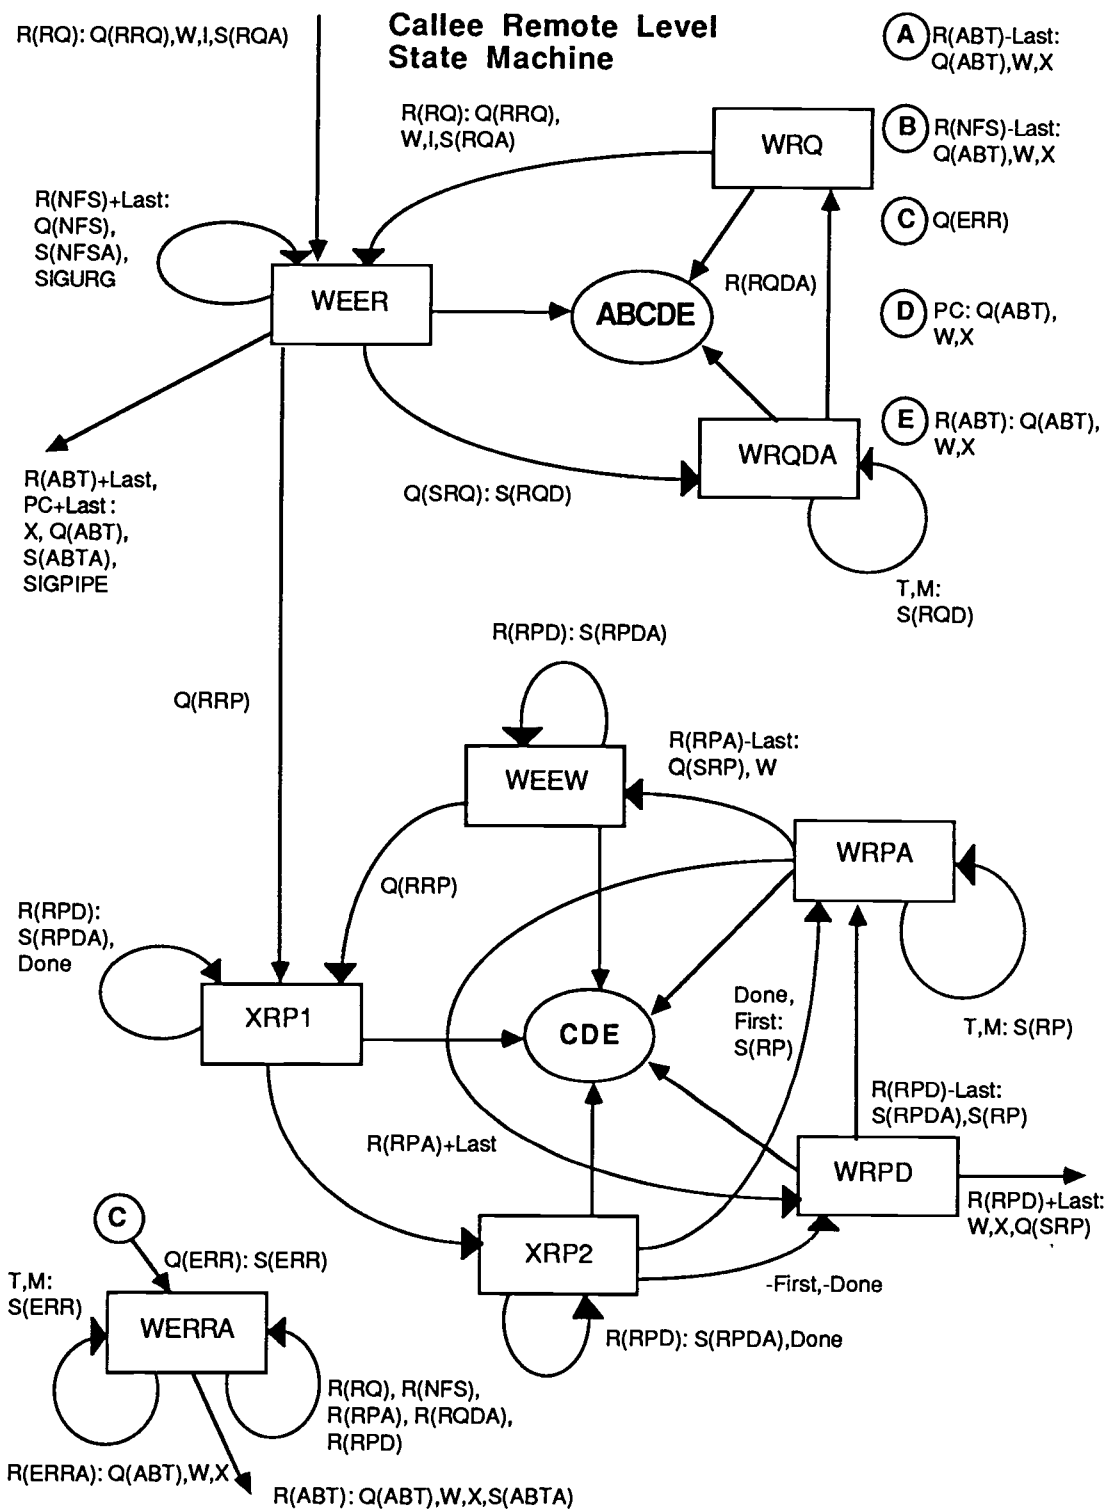 Callee Remote Level
State Machine
R(RQ): Q(RRQ),W,I,S(RQA)
A
R(ABT)-Last:
Q(ABT),W,X
R(RQ): Q(RRQ),
W,I,S(RQA)
WRQ
B
R(NFS)-Last:
Q(ABT),W,X
R(NFS)+Last:
Q(NFS),
S(NFSA),
SIGURG
C
Q(ERR)
WEER
ABCDE
R(RQDA)
D
PC: Q(ABT),
W,X
E
R(ABT): Q(ABT),
W,X
WRQDA
R(ABT)+Last,
PC+Last:
X, Q(ABT),
S(ABTA),
SIGPIPE
Q(SRQ): S(RQD)
T,M:
S(RQD)
R(RPD): S(RPDA)
Q(RRP)
WEEW
R(RPA)-Last:
Q(SRP), W
WRPA
Q(RRP)
R(RPD):
S(RPDA),
Done
XRP1
CDE
Done,
First:
S(RP)
T,M: S(RP)
R(RPD)-Last:
S(RPDA),S(RP)
R(RPA)+Last
WRPD
R(RPD)+Last:
W,X,Q(SRP)
C
Q(ERR): S(ERR)
XRP2
-First,-Done
T,M:
S(ERR)
WERRA
R(RPD): S(RPDA),Done
R(RQ), R(NFS),
R(RPA), R(RQDA),
R(RPD)
R(ERRA): Q(ABT),W,X
R(ABT): Q(ABT),W,X,S(ABTA)